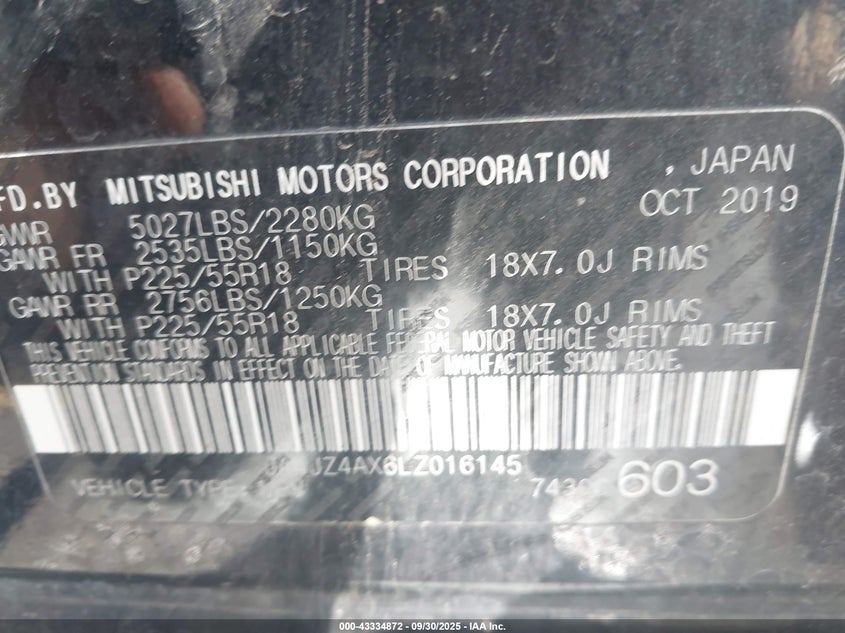 FD.BY MITSUBISHI MOTORS CORPORATION , JAPAN
GVWR 5027LBS/2280KG OCT 2019
GAWR FR 2535LBS/1150KG
WITH P225/55R18 TIRES 18X7.0J RIMS
GAWR RR 2756LBS/1250KG
WITH P225/55R18 TIRES 18X7.0J RIMS
THIS VEHICLE CONFORMS TO ALL APPLICABLE FEDERAL MOTOR VEHICLE SAFETY AND THEFT
PREVENTION STANDARDS IN EFFECT ON THE DATE OF MANUFACTURE SHOWN ABOVE.
JZ4AX6LZ016145
VEHICLE TYPE 603
000-43334872 - 09/30/2025 - IAA Inc.